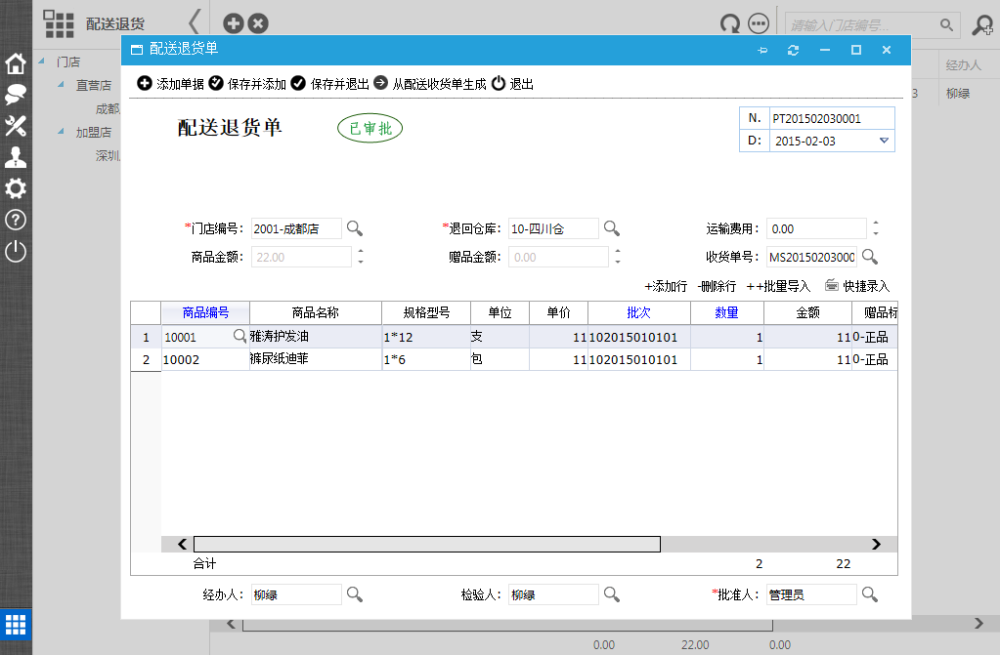 配送退货
请输入门店编号...
门店
直营店
成都
加盟店
深圳
经办人
3 柳绿
配送退货单
添加单据 保存并添加 保存并退出 从配送收货单生成 退出
配送退货单
已审批
N. PT201502030001
D: 2015-02-03
*门店编号: 2001-成都店
*退回仓库: 10-四川仓
运输费用: 0.00
商品金额: 22.00
赠品金额: 0.00
收货单号: MS20150203000
+添加行 -删除行 ++批量导入 快捷录入
商品编号 商品名称 规格型号 单位 单价 批次 数量 金额 赠品标
1 10001 雅涛护发油 1*12 支 11 102015010101 1 11 0-正品
2 10002 裤尿纸迪菲 1*6 包 11 102015010101 1 11 0-正品
合计 2 22
经办人: 柳绿
检验人: 柳绿
*批准人: 管理员
0.00 22.00 0.00